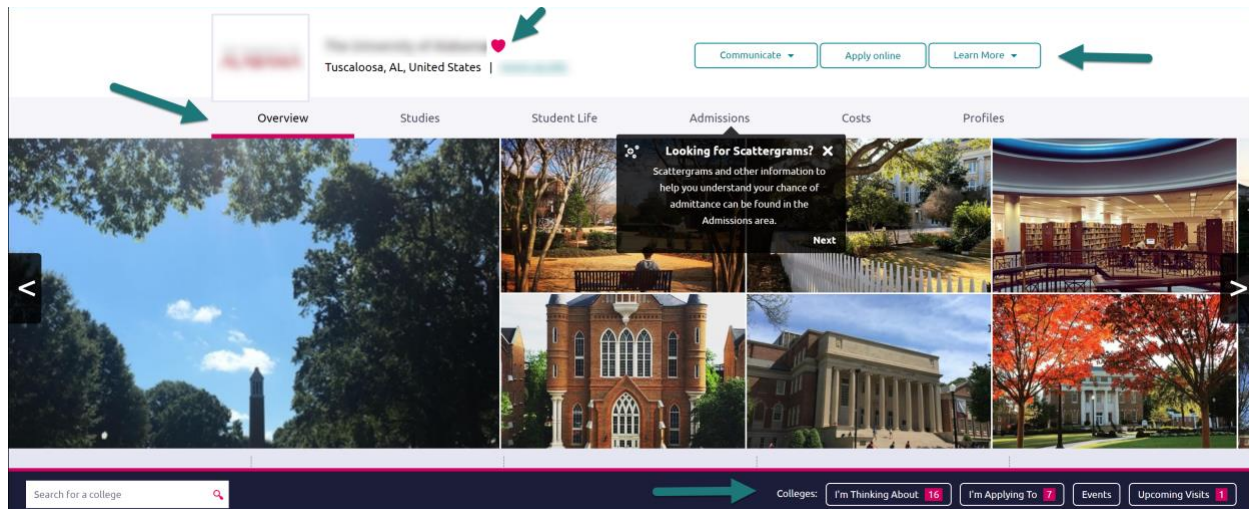 Tuscaloosa, AL, United States |
Communicate Apply online Learn More
Overview Studies Student Life Admissions Costs Profiles
Looking for Scattergrams? X
Scattergrams and other information to
help you understand your chance of
admittance can be found in the
Admissions area.
Next
< >
Search for a college
Colleges: I'm Thinking About 16 I'm Applying To 7 Events Upcoming Visits 1